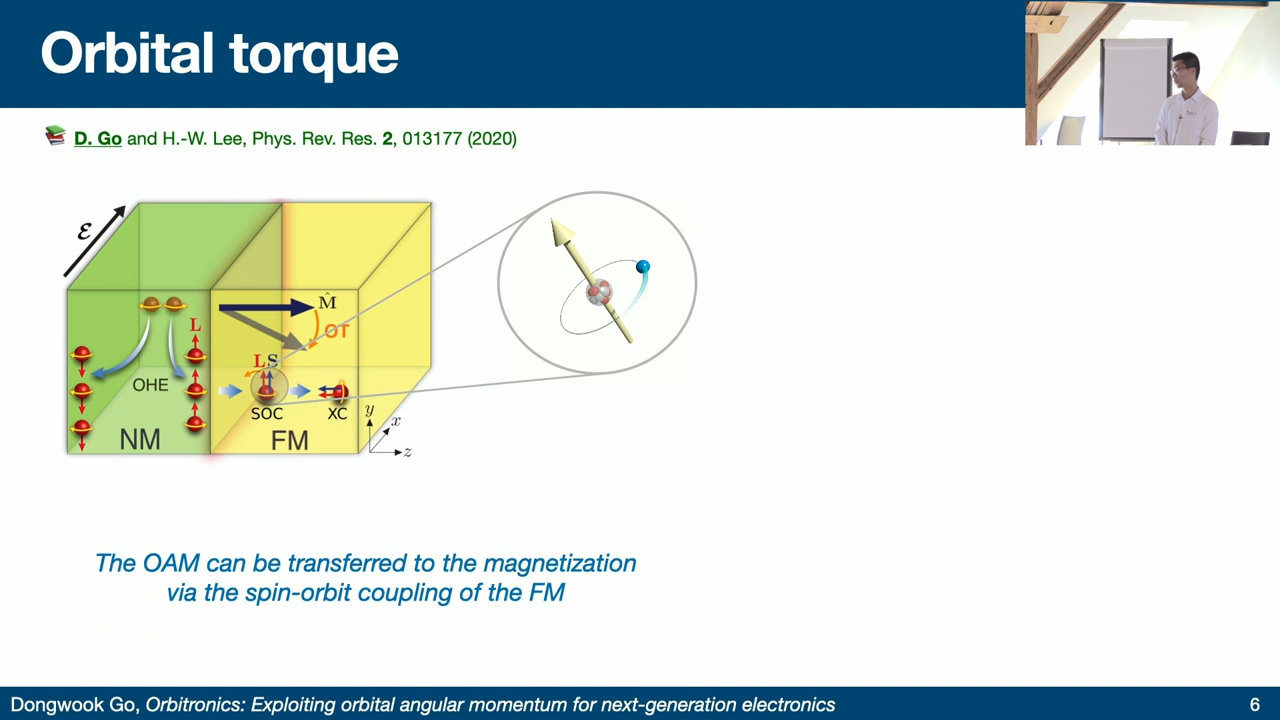 Orbital torque
D. Go and H.-W. Lee, Phys. Rev. Res. 2, 013177 (2020)
ℰ
M̂
L
OT
L S
OHE
SOC
XC
y
x
z
NM
FM
The OAM can be transferred to the magnetization
via the spin-orbit coupling of the FM
Dongwook Go, Orbitronics: Exploiting orbital angular momentum for next-generation electronics
6